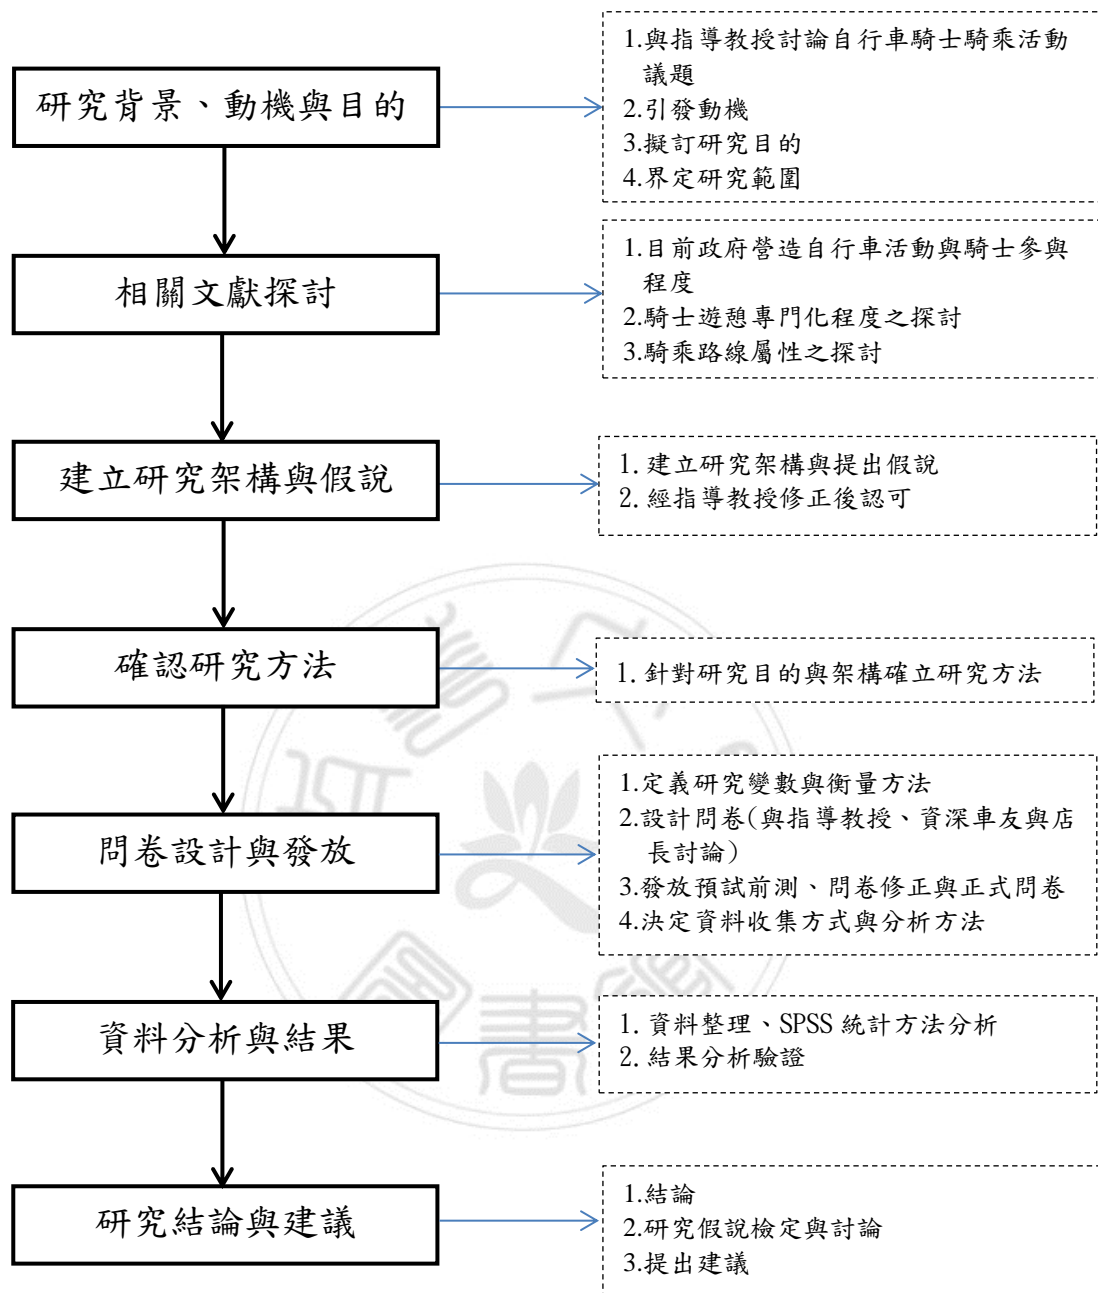 研究背景、動機與目的
1.與指導教授討論自行車騎士騎乘活動
議題
2.引發動機
3.擬訂研究目的
4.界定研究範圍
相關文獻探討
1.目前政府營造自行車活動與騎士參與
程度
2.騎士遊憩專門化程度之探討
3.騎乘路線屬性之探討
建立研究架構與假說
1. 建立研究架構與提出假說
2. 經指導教授修正後認可
確認研究方法
1. 針對研究目的與架構確立研究方法
問卷設計與發放
1.定義研究變數與衡量方法
2.設計問卷(與指導教授、資深車友與店
長討論)
3.發放預試前測、問卷修正與正式問卷
4.決定資料收集方式與分析方法
資料分析與結果
1. 資料整理、SPSS 統計方法分析
2. 結果分析驗證
研究結論與建議
1.結論
2.研究假說檢定與討論
3.提出建議